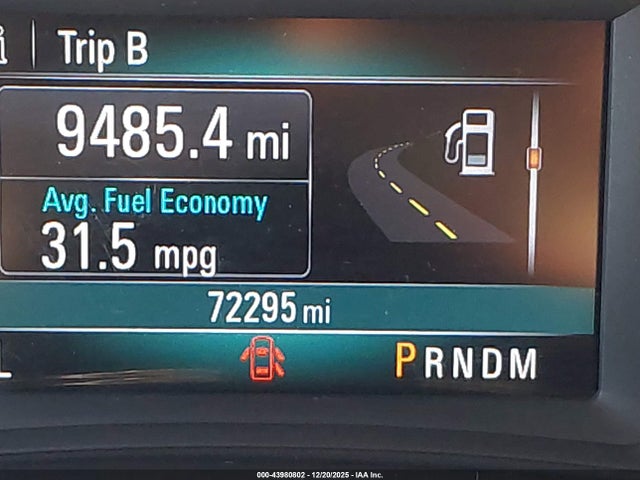 Trip B
9485.4 mi
Avg. Fuel Economy
31.5 mpg
72295 mi
PRNDM
000-43980802 - 12/20/2025 - IAA Inc.